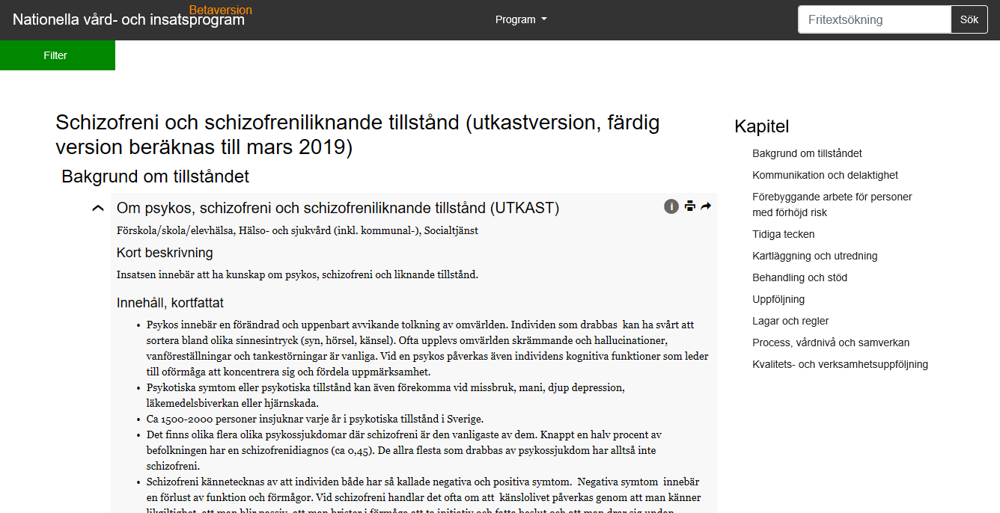 Betaversion
Nationella vård- och insatsprogram
Program
Fritextsökning
Sök
Filter
Schizofreni och schizofreniliknande tillstånd (utkastversion, färdig
version beräknas till mars 2019)
Bakgrund om tillståndet
Om psykos, schizofreni och schizofreniliknande tillstånd (UTKAST)
i
Förskola/skola/elevhälsa, Hälso- och sjukvård (inkl. kommunal-), Socialtjänst
Kort beskrivning
Insatsen innebär att ha kunskap om psykos, schizofreni och liknande tillstånd.
Innehåll, kortfattat
• Psykos innebär en förändrad och uppenbart avvikande tolkning av omvärlden. Individen som drabbas  kan ha svårt att
sortera bland olika sinnesintryck (syn, hörsel, känsel). Ofta upplevs omvärlden skrämmande och hallucinationer,
vanföreställningar och tankestörningar är vanliga. Vid en psykos påverkas även individens kognitiva funktioner som leder
till oförmåga att koncentrera sig och fördela uppmärksamhet.
• Psykotiska symtom eller psykotiska tillstånd kan även förekomma vid missbruk, mani, djup depression,
läkemedelsbiverkan eller hjärnskada.
• Ca 1500-2000 personer insjuknar varje år i psykotiska tillstånd i Sverige.
• Det finns olika flera olika psykossjukdomar där schizofreni är den vanligaste av dem. Knappt en halv procent av
befolkningen har en schizofrenidiagnos (ca 0,45). De allra flesta som drabbas av psykossjukdom har alltså inte
schizofreni.
• Schizofreni kännetecknas av att individen både har så kallade negativa och positiva symtom.  Negativa symtom  innebär
en förlust av funktion och förmågor. Vid schizofreni handlar det ofta om att  känslolivet påverkas genom att man känner
likgiltighet, att man blir passiv, att man brister i förmåga att ta initiativ och fatta beslut och att man drar sig undan
Kapitel
Bakgrund om tillståndet
Kommunikation och delaktighet
Förebyggande arbete för personer
med förhöjd risk
Tidiga tecken
Kartläggning och utredning
Behandling och stöd
Uppföljning
Lagar och regler
Process, vårdnivå och samverkan
Kvalitets- och verksamhetsuppföljning